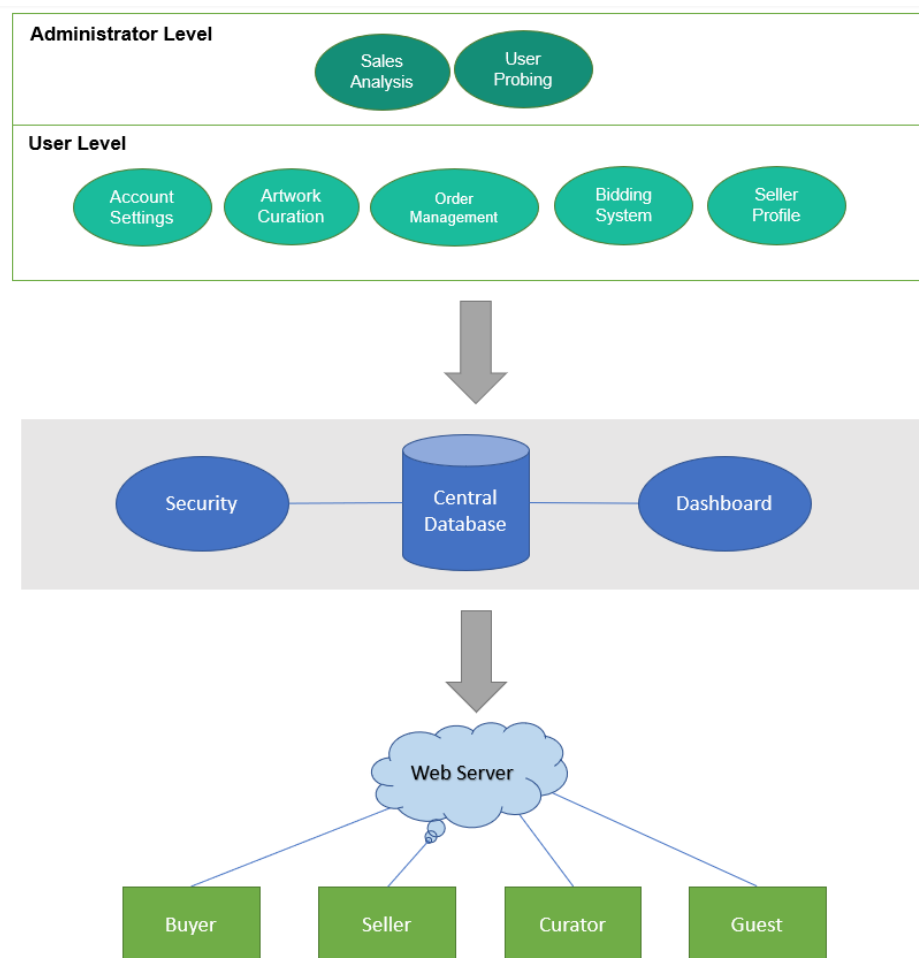 Administrator Level
Sales
Analysis
User
Probing
User Level
Account
Settings
Artwork
Curation
Order
Management
Bidding
System
Seller
Profile
Security
Central
Database
Dashboard
Web Server
Buyer
Seller
Curator
Guest